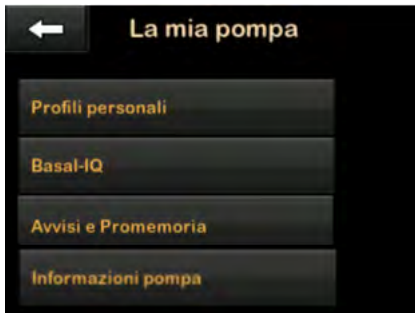 La mia pompa
Profili personali
Basal-IQ
Avvisi e Promemoria
Informazioni pompa